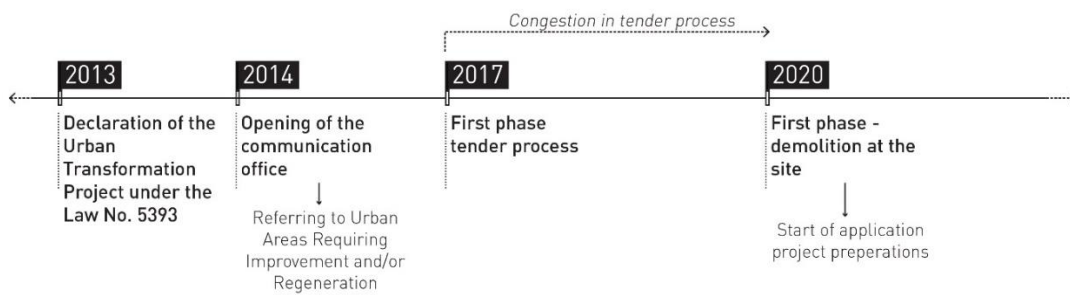 Congestion in tender process
2013
2014
2017
2020
Declaration of the
Urban
Transformation
Project under the
Law No. 5393
Opening of the
communication
office
Referring to Urban
Areas Requiring
Improvement and/or
Regeneration
First phase
tender process
First phase -
demolition at the
site
Start of application
project preperations